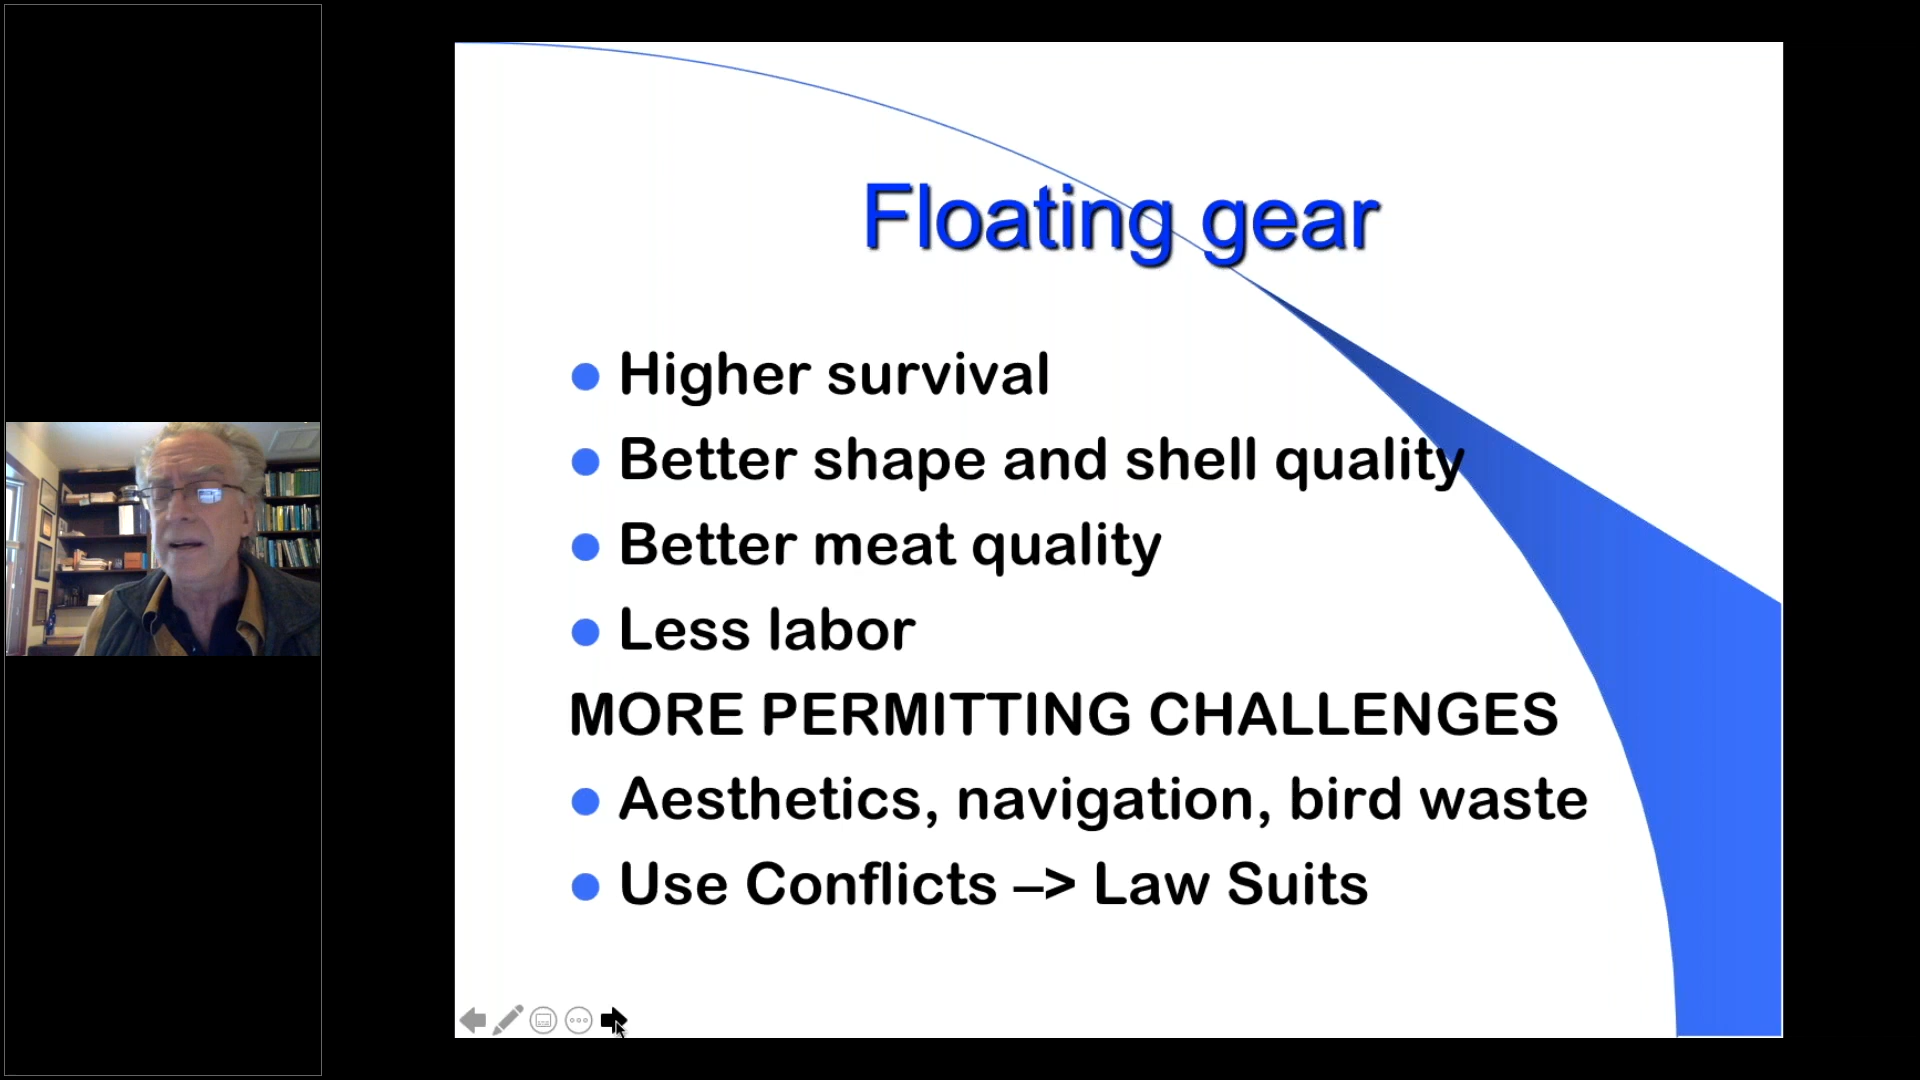 Floating gear
Higher survival
Better shape and shell quality
Better meat quality
Less labor
MORE PERMITTING CHALLENGES
Aesthetics, navigation, bird waste
Use Conflicts –> Law Suits